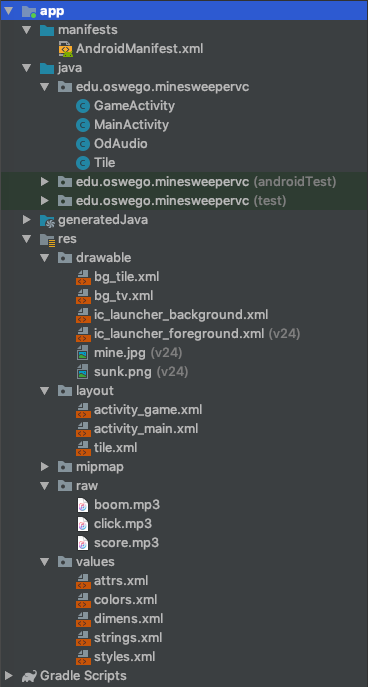 app
manifests
AndroidManifest.xml
java
edu.oswego.minesweepervc
GameActivity
MainActivity
OdAudio
Tile
edu.oswego.minesweepervc (androidTest)
edu.oswego.minesweepervc (test)
generatedJava
res
drawable
bg_tile.xml
bg_tv.xml
ic_launcher_background.xml
ic_launcher_foreground.xml (v24)
mine.jpg (v24)
sunk.png (v24)
layout
activity_game.xml
activity_main.xml
tile.xml
mipmap
raw
boom.mp3
click.mp3
score.mp3
values
attrs.xml
colors.xml
dimens.xml
strings.xml
styles.xml
Gradle Scripts